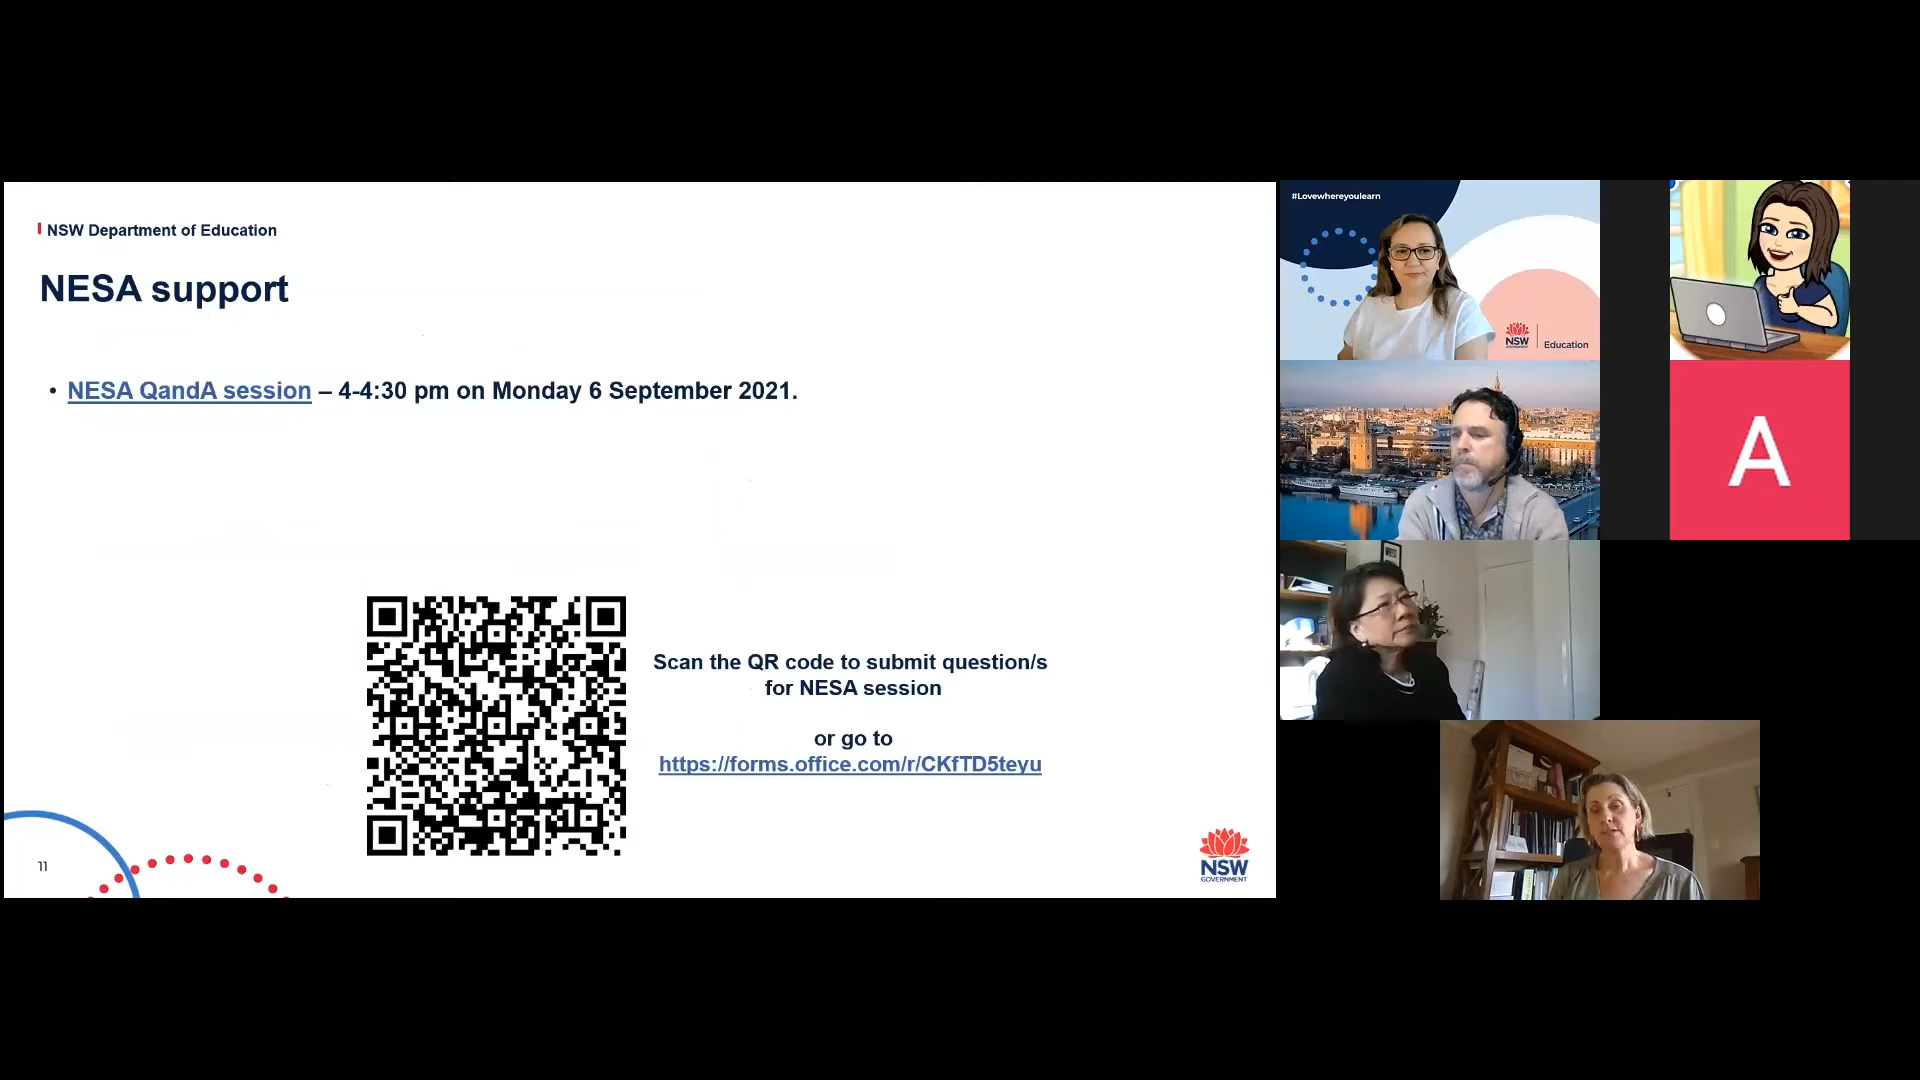 NSW Department of Education
NESA support
• NESA QandA session – 4-4:30 pm on Monday 6 September 2021.
Scan the QR code to submit question/s
for NESA session
or go to
https://forms.office.com/r/CKfTD5teyu
11
NSW
GOVERNMENT
#Lovewhereyoulearn
NSW
GOVERNMENT
Education
A